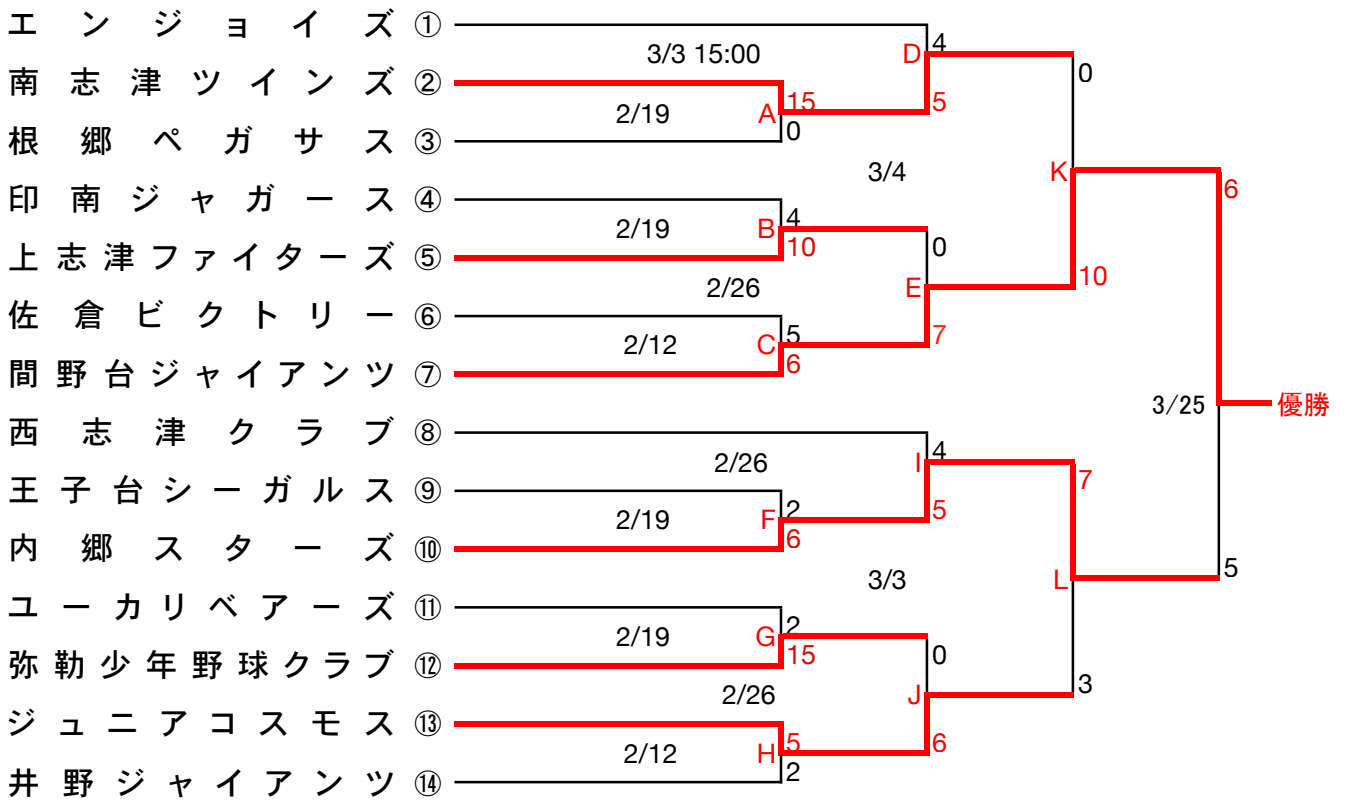 エンジョイズ ① 4
3/3 15:00 D 0
南志津ツインズ ②
2/19 A 15 5
根郷ペガサス ③ 0
3/4 K 6
印南ジャガーズ ④
2/19 B 4
上志津ファイターズ ⑤ 10 0
2/26 E 10
佐倉ビクトリー ⑥
2/12 C 5 7
間野台ジャイアンツ ⑦ 6
3/25 優勝
西志津クラブ ⑧ 4
2/26 I 7
王子台シーガルス ⑨
2/19 F 2 5
内郷スターズ ⑩ 6
3/3 L 5
ユーカリベアーズ ⑪
2/19 G 2
弥勒少年野球クラブ ⑫ 15 0
2/26 J 3
ジュニアコスモス ⑬
2/12 H 5 6
井野ジャイアンツ ⑭ 2